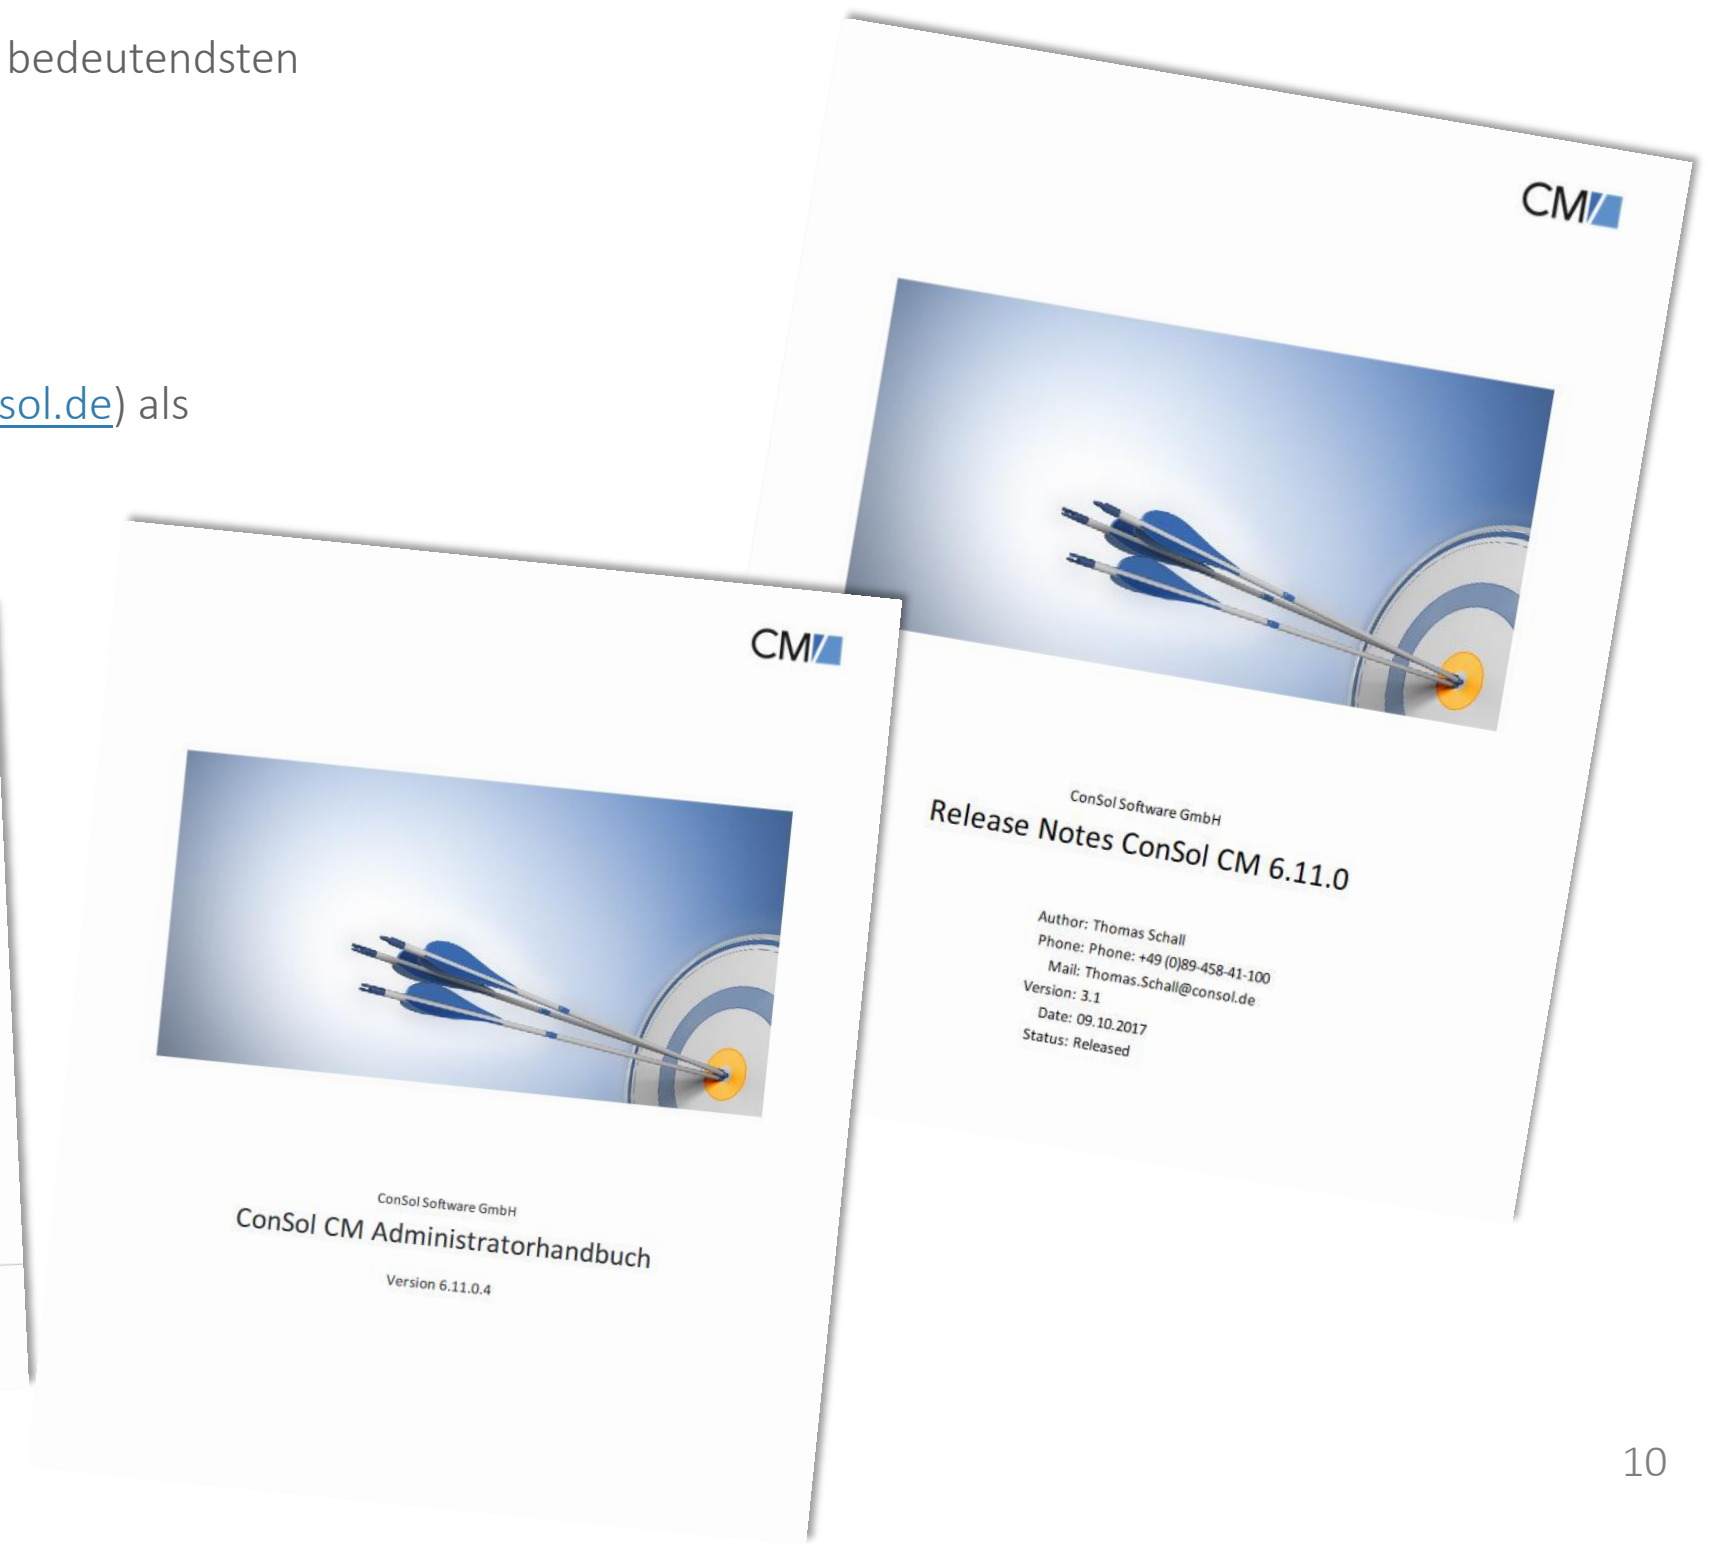 bedeutendsten
sol.de) als
CM
ConSol Software GmbH
Release Notes ConSol CM 6.11.0
Author: Thomas Schall
Phone: Phone: +49 (0)89-458-41-100
Mail: Thomas.Schall@consol.de
Version: 3.1
Date: 09.10.2017
Status: Released
CM
ConSol Software GmbH
ConSol CM Administratorhandbuch
Version 6.11.0.4
10